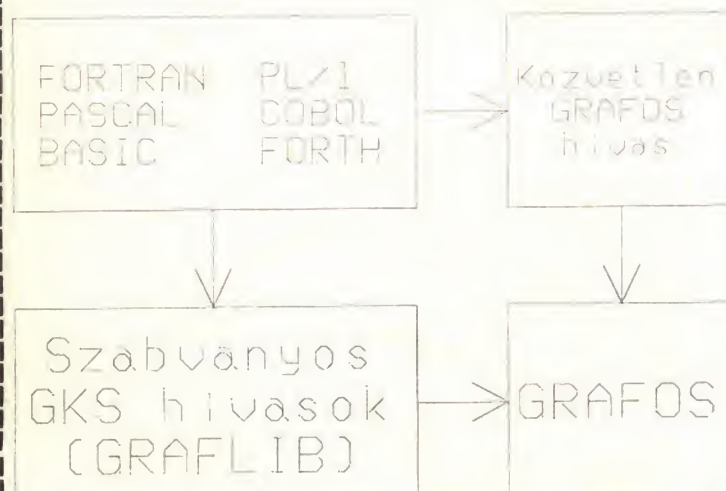 FORTRAN PL/1
PASCAL COBOL
BASIC FORTH
Kozvetlen
GRAFOS
hivas
Szabvanyos
GKS hivasok
(GRAFLIB)
GRAFOS